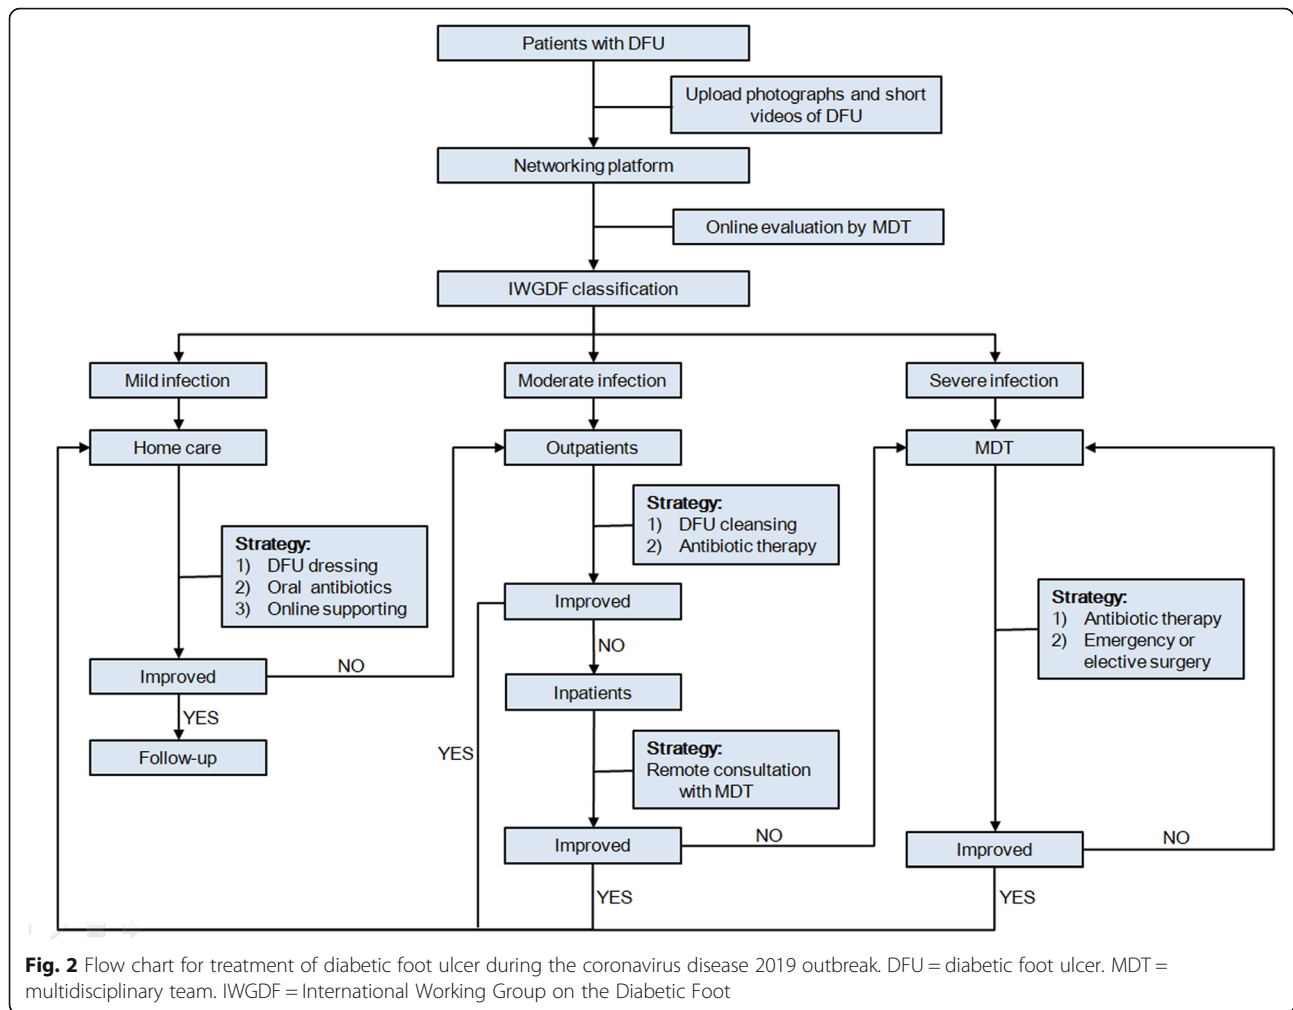 Patients with DFU
Upload photographs and short
videos of DFU
Networking platform
Online evaluation by MDT
IWGDF classification
Mild infection
Moderate infection
Severe infection
Home care
Outpatients
MDT
Strategy:
1) DFU dressing
2) Oral antibiotics
3) Online supporting
Strategy:
1) DFU cleansing
2) Antibiotic therapy
Strategy:
1) Antibiotic therapy
2) Emergency or
elective surgery
Improved
NO
YES
Follow-up
Improved
NO
YES
Inpatients
Strategy:
Remote consultation
with MDT
Improved
NO
YES
Improved
NO
YES
Fig. 2 Flow chart for treatment of diabetic foot ulcer during the coronavirus disease 2019 outbreak. DFU = diabetic foot ulcer. MDT =
multidisciplinary team. IWGDF = International Working Group on the Diabetic Foot